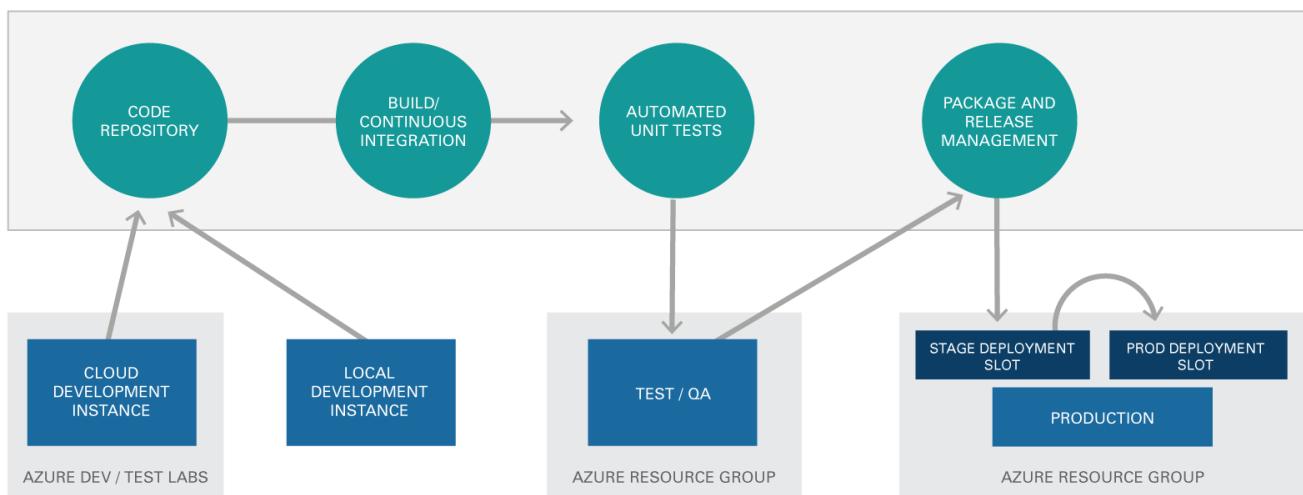 CODE
REPOSITORY
BUILD/
CONTINUOUS
INTEGRATION
AUTOMATED
UNIT TESTS
PACKAGE AND
RELEASE
MANAGEMENT
CLOUD
DEVELOPMENT
INSTANCE
LOCAL
DEVELOPMENT
INSTANCE
TEST / QA
STAGE DEPLOYMENT
SLOT
PROD DEPLOYMENT
SLOT
PRODUCTION
AZURE DEV / TEST LABS
AZURE RESOURCE GROUP
AZURE RESOURCE GROUP